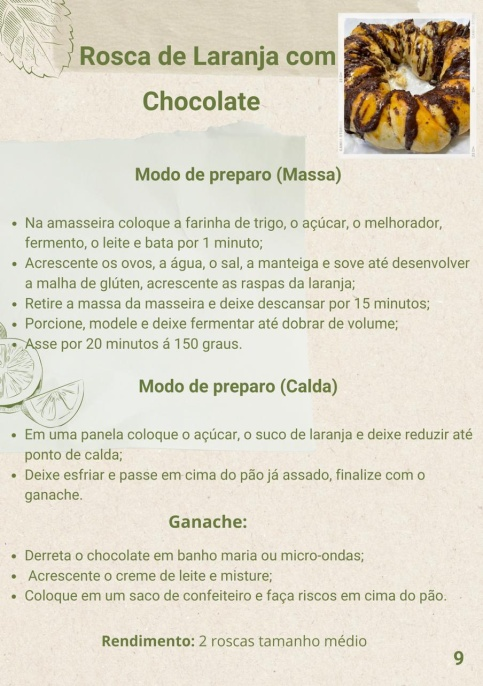 Rosca de Laranja com
Chocolate
Modo de preparo (Massa)
• Na amasseira coloque a farinha de trigo, o açúcar, o melhorador,
fermento, o leite e bata por 1 minuto;
• Acrescente os ovos, a água, o sal, a manteiga e sove até desenvolver
a malha de glúten, acrescente as raspas da laranja;
• Retire a massa da masseira e deixe descansar por 15 minutos;
• Porcione, modele e deixe fermentar até dobrar de volume;
• Asse por 20 minutos á 150 graus.
Modo de preparo (Calda)
• Em uma panela coloque o açúcar, o suco de laranja e deixe reduzir até
ponto de calda;
• Deixe esfriar e passe em cima do pão já assado, finalize com o
ganache.
Ganache:
• Derreta o chocolate em banho maria ou micro-ondas;
• Acrescente o creme de leite e misture;
• Coloque em um saco de confeiteiro e faça riscos em cima do pão.
Rendimento: 2 roscas tamanho médio
9